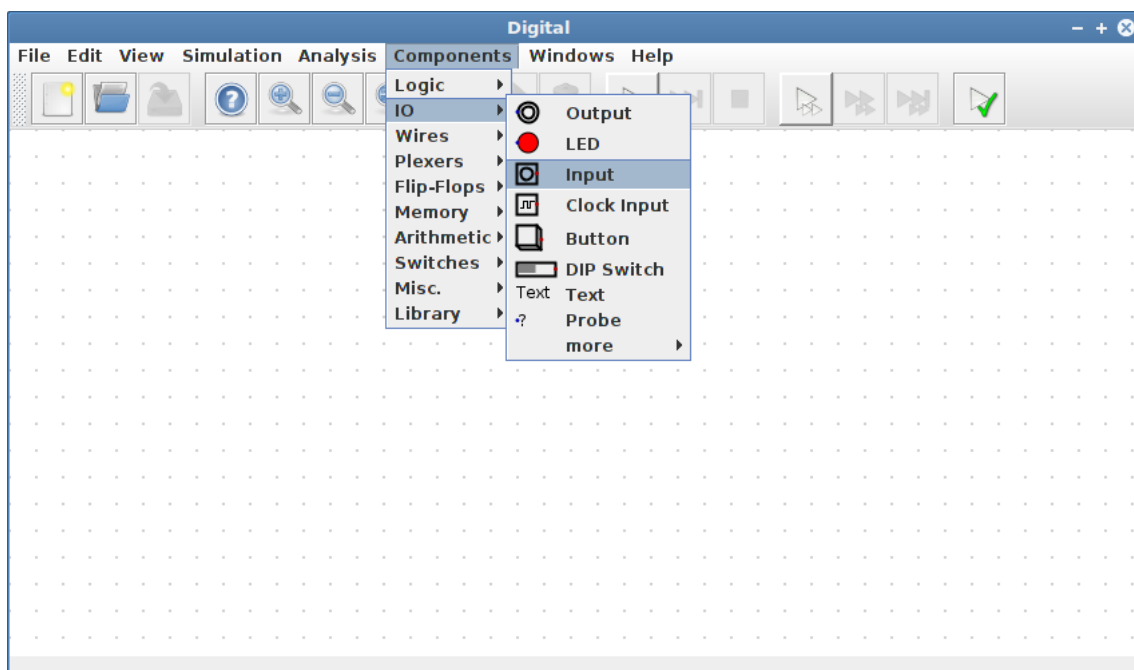 Digital
File Edit View Simulation Analysis Components Windows Help
Logic
IO
Wires
Plexers
Flip-Flops
Memory
Arithmetic
Switches
Misc.
Library
Output
LED
Input
Clock Input
Button
DIP Switch
Text Text
Probe
more